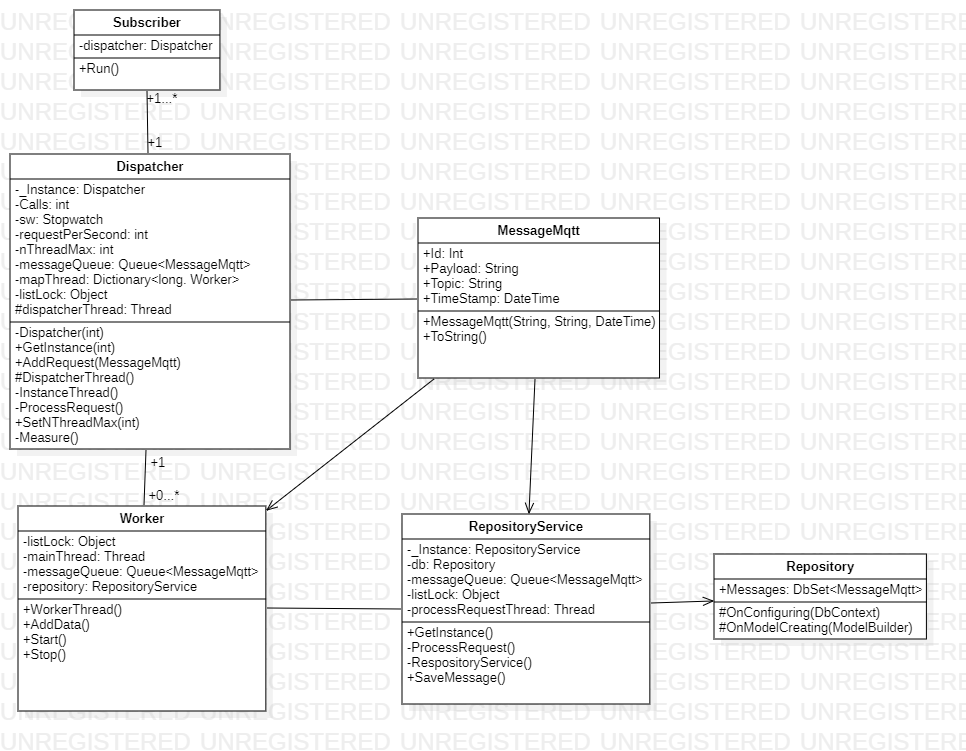 Subscriber
-dispatcher: Dispatcher
+Run()
+1...*
+1
Dispatcher
-_Instance: Dispatcher
-Calls: int
-sw: Stopwatch
-requestPerSecond: int
-nThreadMax: int
-messageQueue: Queue<MessageMqtt>
-mapThread: Dictionary<long. Worker>
-listLock: Object
#dispatcherThread: Thread
-Dispatcher(int)
+GetInstance(int)
+AddRequest(MessageMqtt)
#DispatcherThread()
-InstanceThread()
-ProcessRequest()
+SetNThreadMax(int)
-Measure()
MessageMqtt
+Id: Int
+Payload: String
+Topic: String
+TimeStamp: DateTime
+MessageMqtt(String, String, DateTime)
+ToString()
+1
+0...*
Worker
-listLock: Object
-mainThread: Thread
-messageQueue: Queue<MessageMqtt>
-repository: RepositoryService
+WorkerThread()
+AddData()
+Start()
+Stop()
RepositoryService
-_Instance: RepositoryService
-db: Repository
-messageQueue: Queue<MessageMqtt>
-listLock: Object
-processRequestThread: Thread
+GetInstance()
-ProcessRequest()
-RespositoryService()
+SaveMessage()
Repository
+Messages: DbSet<MessageMqtt>
#OnConfiguring(DbContext)
#OnModelCreating(ModelBuilder)
UNREGISTERED